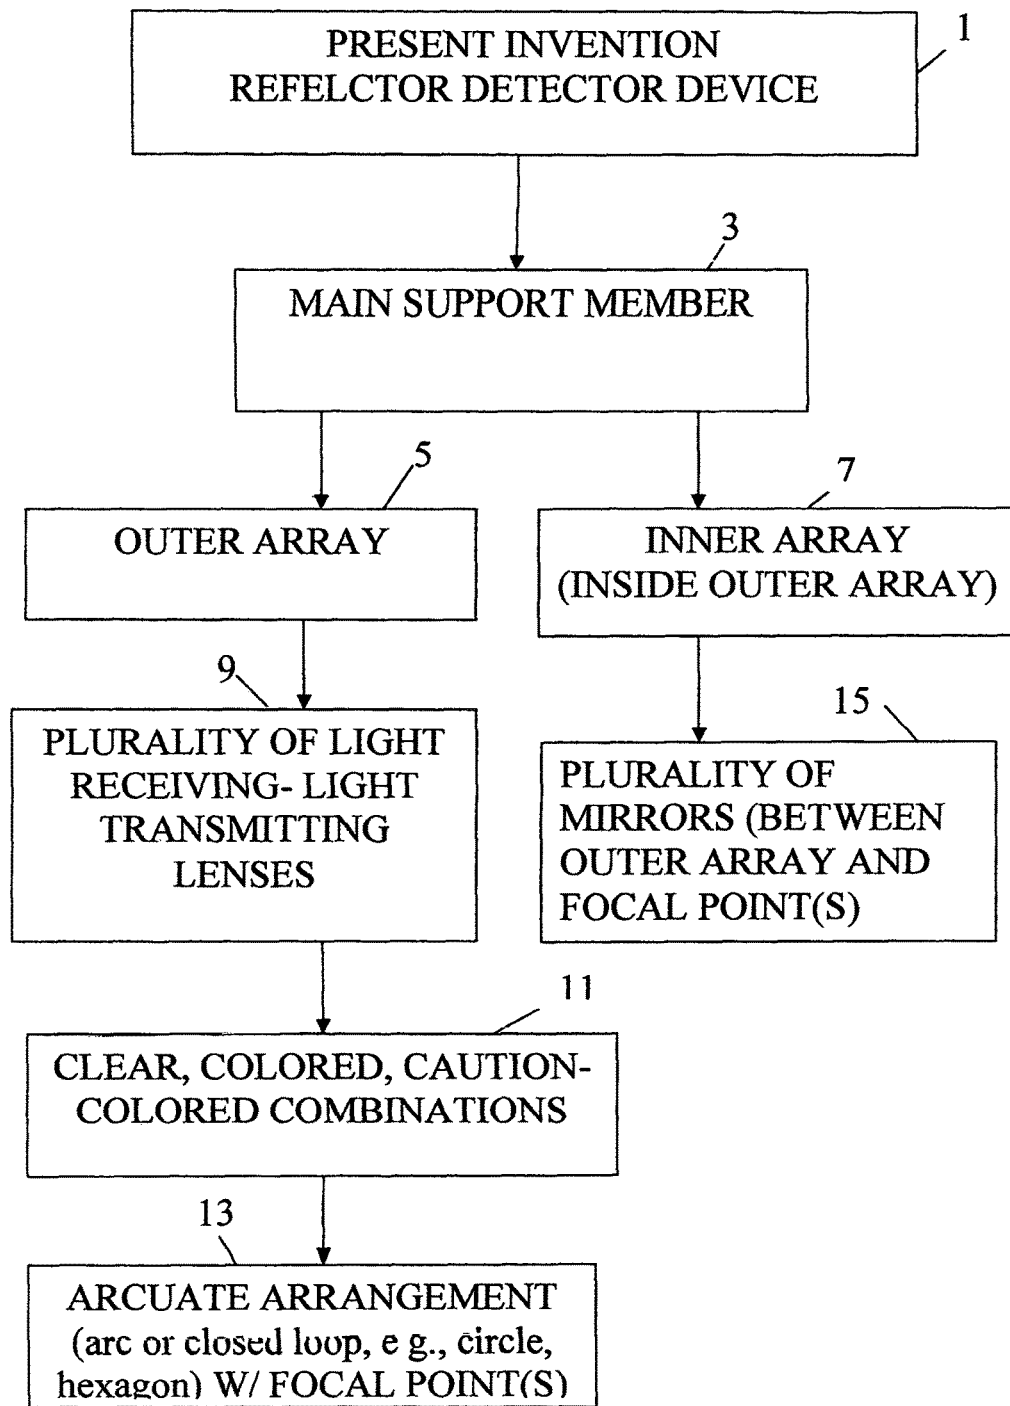 1
PRESENT INVENTION
REFELCTOR DETECTOR DEVICE
3
MAIN SUPPORT MEMBER
5
OUTER ARRAY
7
INNER ARRAY
(INSIDE OUTER ARRAY)
9
PLURALITY OF LIGHT
RECEIVING- LIGHT
TRANSMITTING
LENSES
15
PLURALITY OF
MIRRORS (BETWEEN
OUTER ARRAY AND
FOCAL POINT(S)
11
CLEAR, COLORED, CAUTION-
COLORED COMBINATIONS
13
ARCUATE ARRANGEMENT
(arc or closed loop, e g., circle,
hexagon) W/ FOCAL POINT(S)